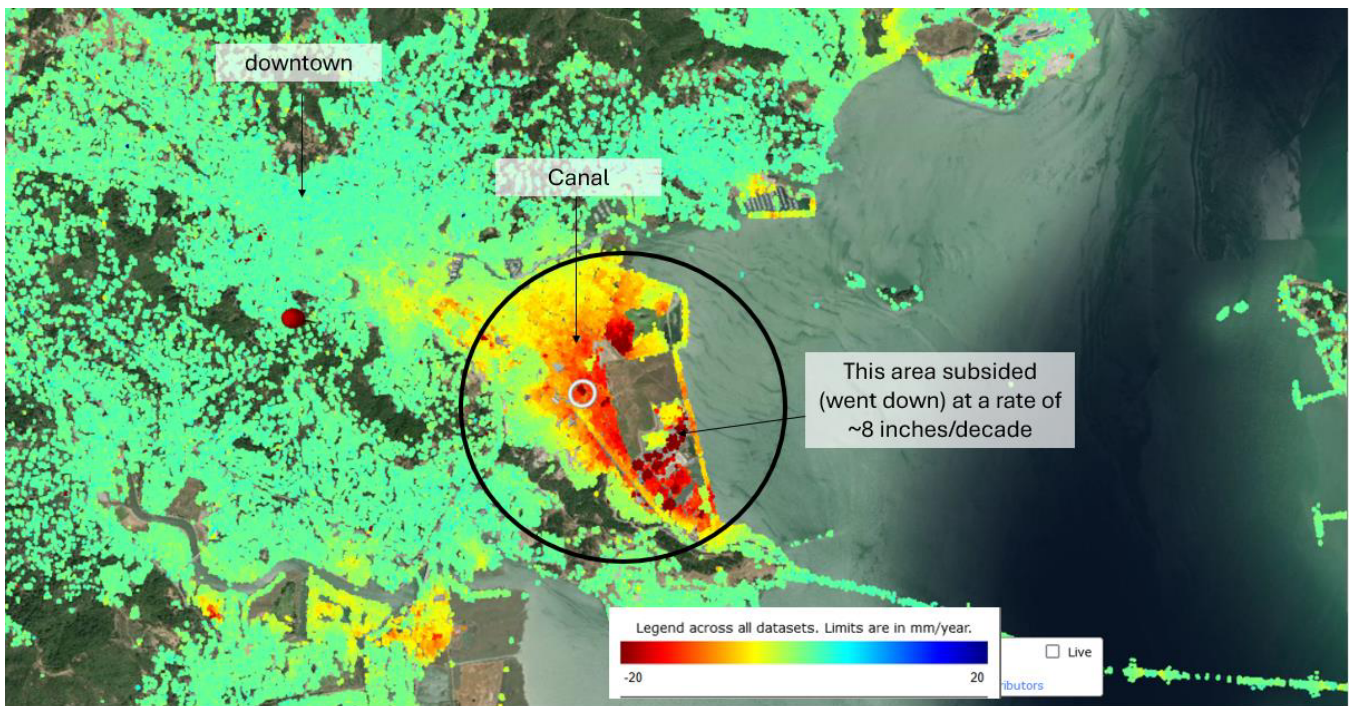 downtown
Canal
This area subsided
(went down) at a rate of
~8 inches/decade
Legend across all datasets. Limits are in mm/year.
-20
20
Live
ributors